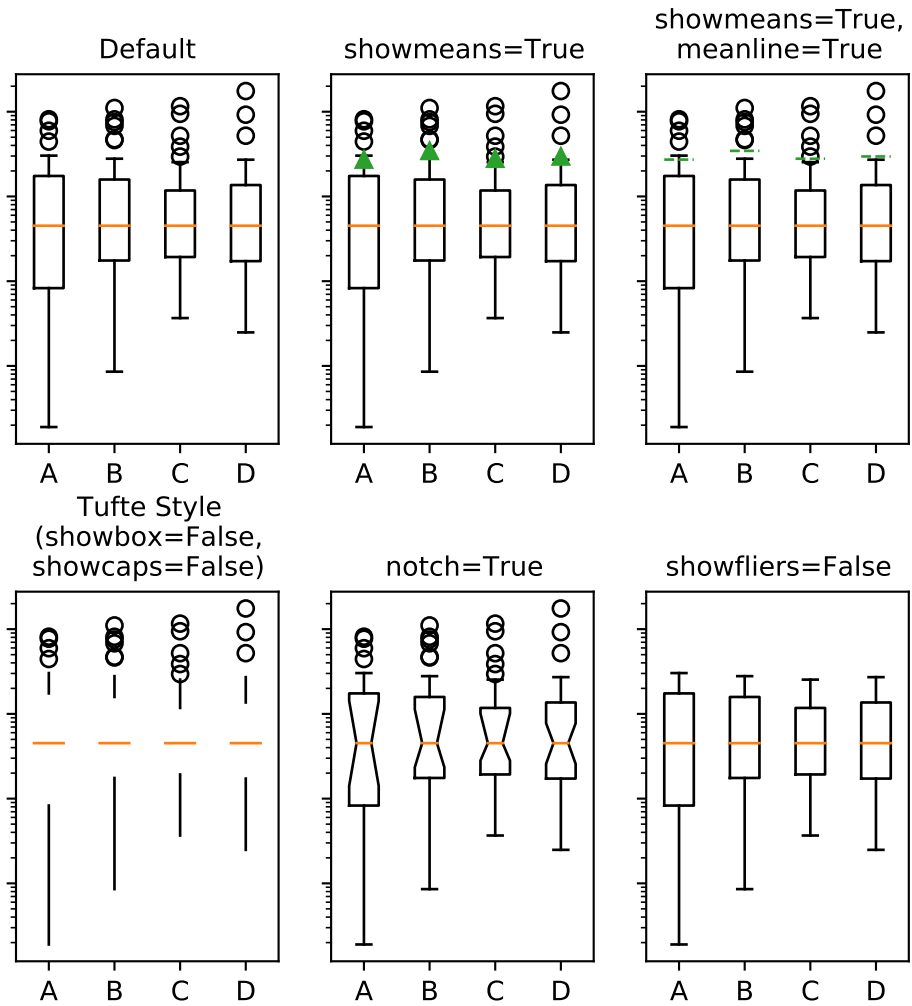 Default
showmeans=True
showmeans=True,
meanline=True
A B C D
A B C D
A B C D
Tufte Style
(showbox=False,
showcaps=False)
notch=True
showfliers=False
A B C D
A B C D
A B C D